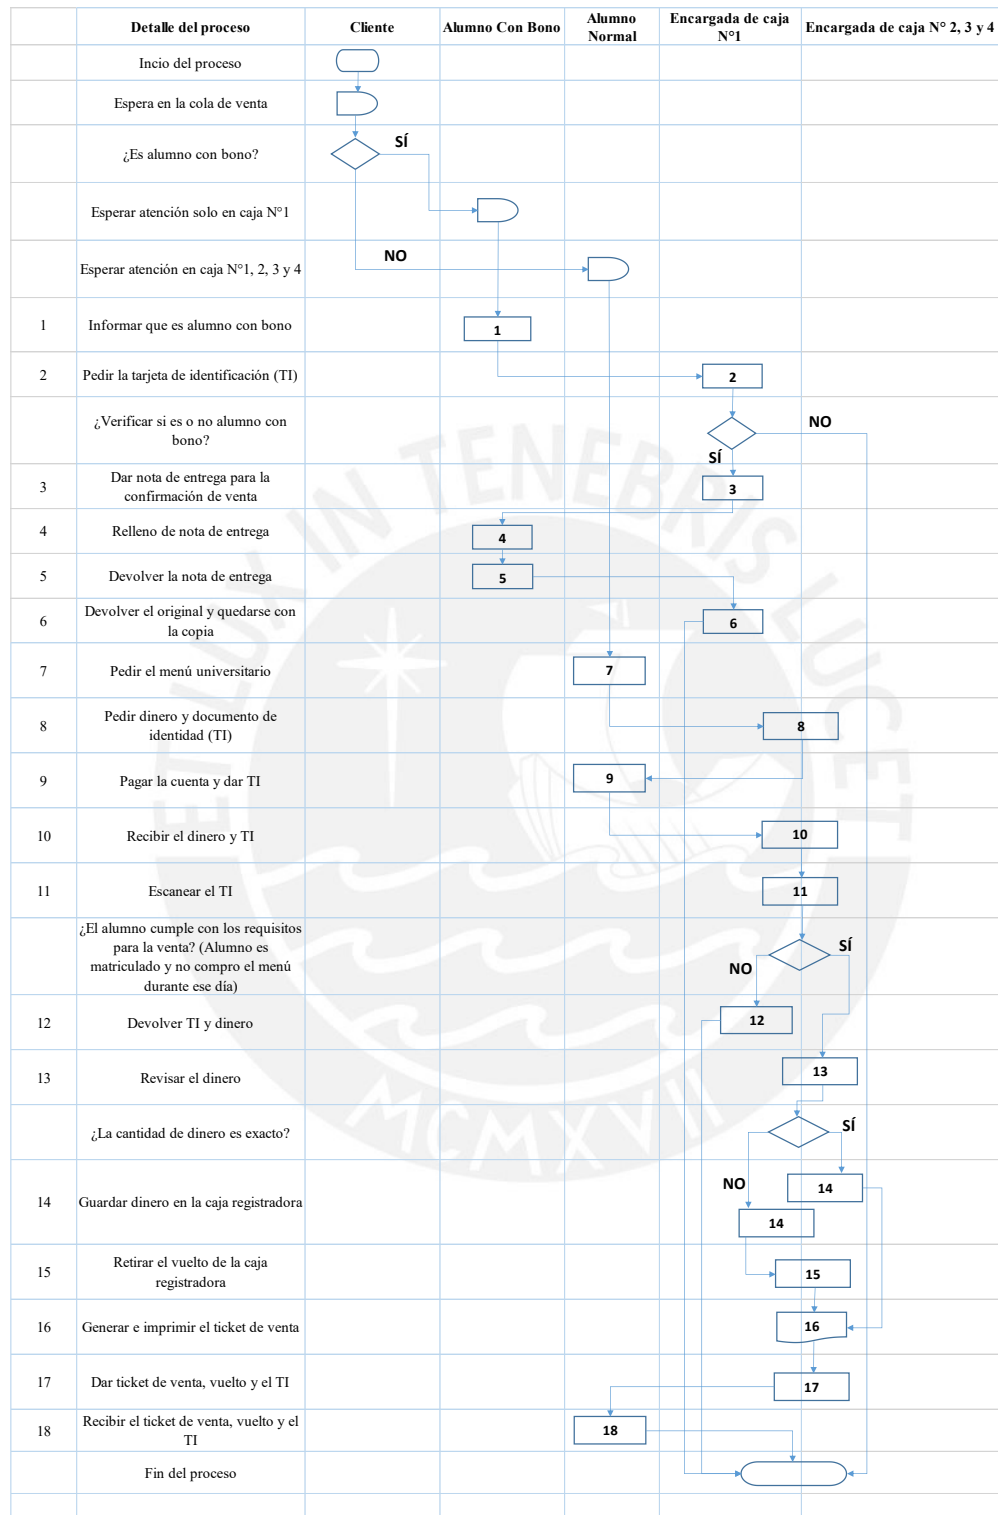 Detalle del proceso
Cliente
Alumno Con Bono
Alumno
Normal
Encargada de caja
N°1
Encargada de caja N° 2, 3 y 4
Incio del proceso
Espera en la cola de venta
¿Es alumno con bono?
SÍ
Esperar atención solo en caja N°1
NO
Esperar atención en caja N°1, 2, 3 y 4
1
Informar que es alumno con bono
1
2
Pedir la tarjeta de identificación (TI)
2
¿Verificar si es o no alumno con
bono?
NO
SÍ
3
Dar nota de entrega para la
confirmación de venta
3
4
Relleno de nota de entrega
4
5
Devolver la nota de entrega
5
6
Devolver el original y quedarse con
la copia
6
7
Pedir el menú universitario
7
8
Pedir dinero y documento de
identidad (TI)
8
9
Pagar la cuenta y dar TI
9
10
Recibir el dinero y TI
10
11
Escanear el TI
11
¿El alumno cumple con los requisitos
para la venta? (Alumno es
matriculado y no compro el menú
durante ese día)
SÍ
NO
12
Devolver TI y dinero
12
13
Revisar el dinero
13
¿La cantidad de dinero es exacto?
SÍ
NO
14
Guardar dinero en la caja registradora
14
14
15
Retirar el vuelto de la caja
registradora
15
16
Generar e imprimir el ticket de venta
16
17
Dar ticket de venta, vuelto y el TI
17
18
Recibir el ticket de venta, vuelto y el
TI
18
Fin del proceso
ET LUX IN TENEBRIS LUCET
MCMXVII